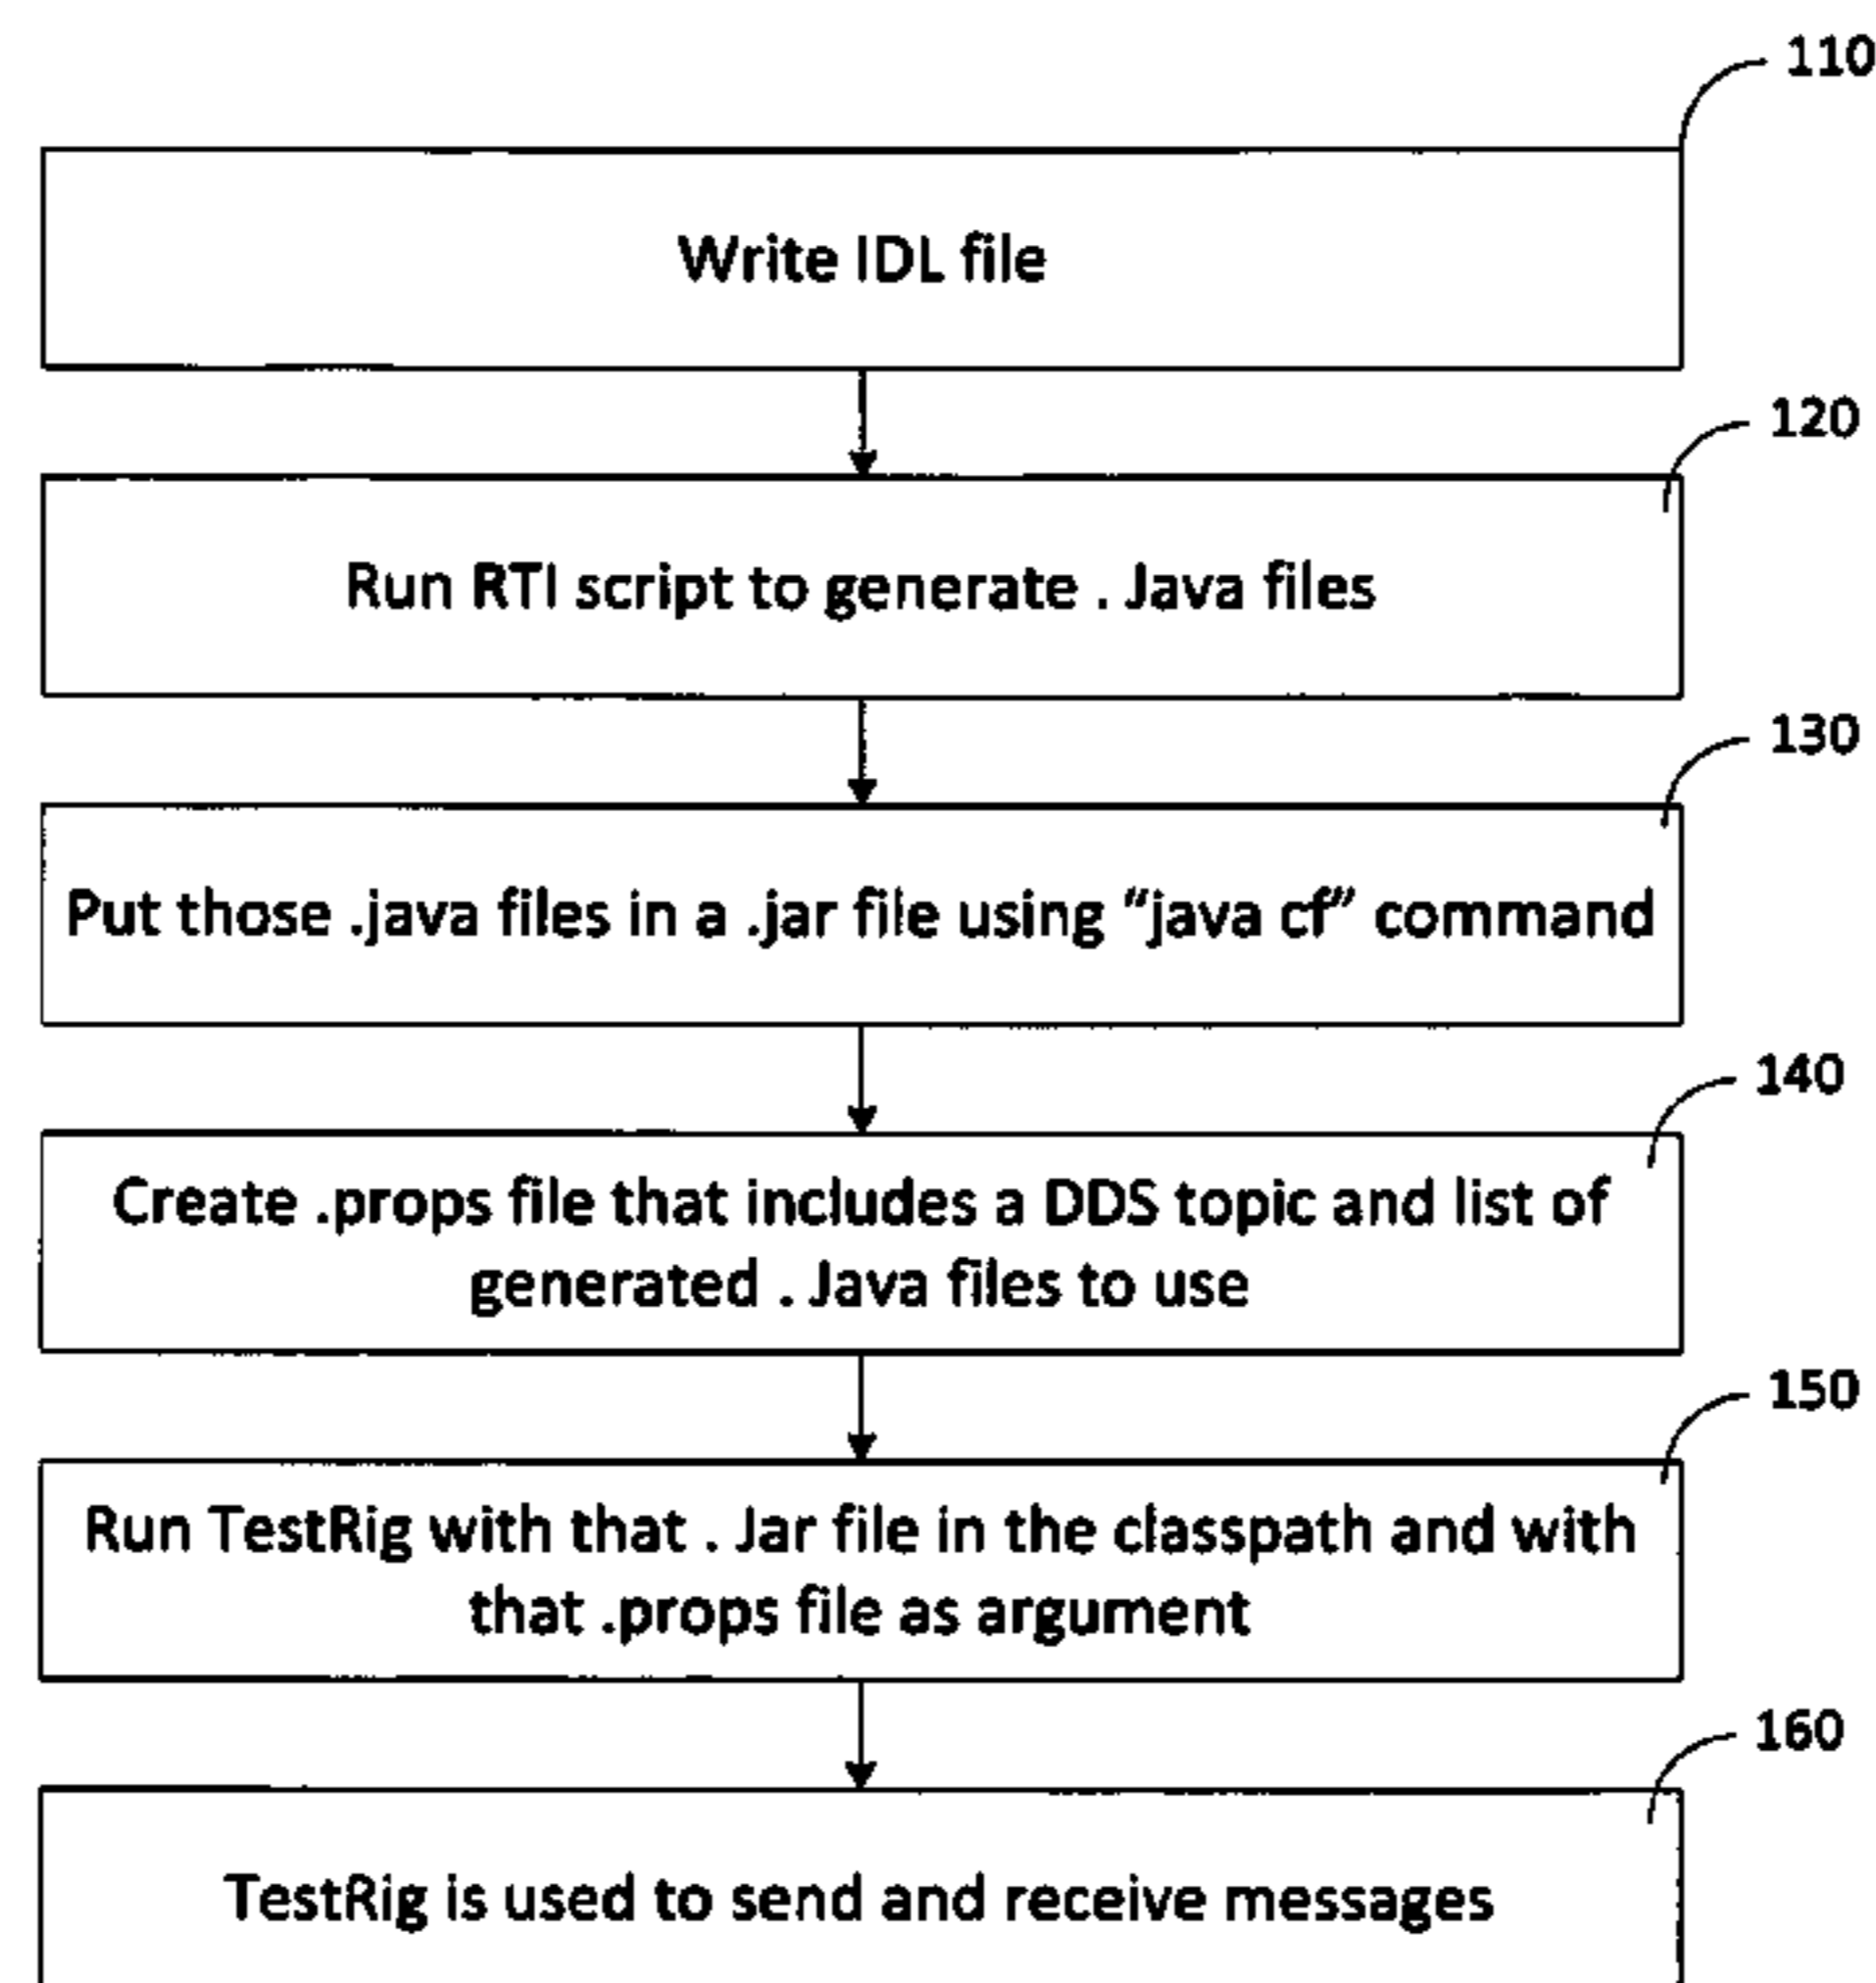 110
Write IDL file
120
Run RTI script to generate . Java files
130
Put those .java files in a .jar file using “java cf” command
140
Create .props file that includes a DDS topic and list of
generated . Java files to use
150
Run TestRig with that . Jar file in the classpath and with
that .props file as argument
160
TestRig is used to send and receive messages